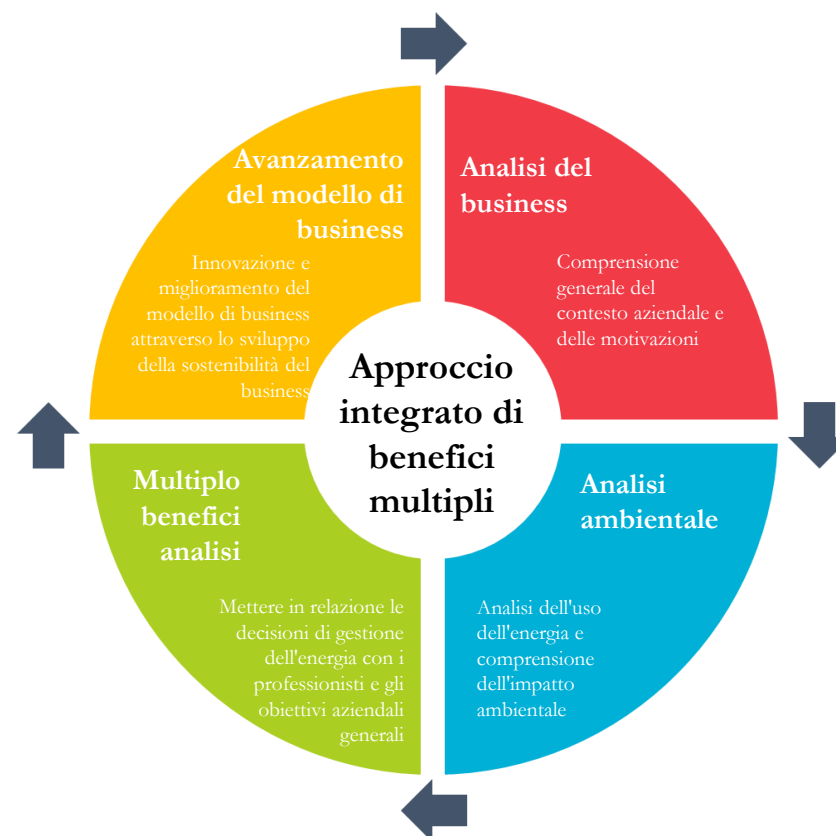 Avanzamento
del modello di
business
Innovazione e
miglioramento del
modello di business
attraverso lo sviluppo
della sostenibilità del
business
Analisi del
business
Comprensione
generale del
contesto aziendale e
delle motivazioni
Approccio
integrato di
benefici
multipli
Multiplo
benefici
analisi
Mettere in relazione le
decisioni di gestione
dell'energia con i
professionisti e gli
obiettivi aziendali
generali
Analisi
ambientale
Analisi dell'uso
dell'energia e
comprensione
dell'impatto
ambientale